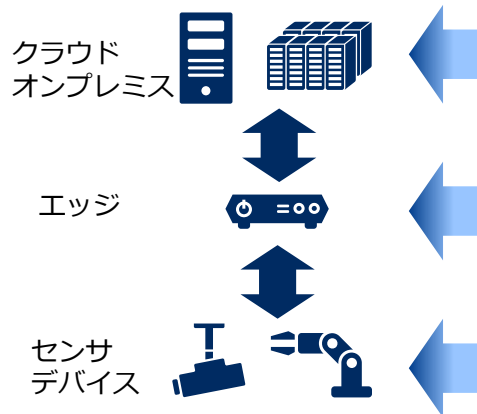 クラウド
オンプレミス
エッジ
センサ
デバイス